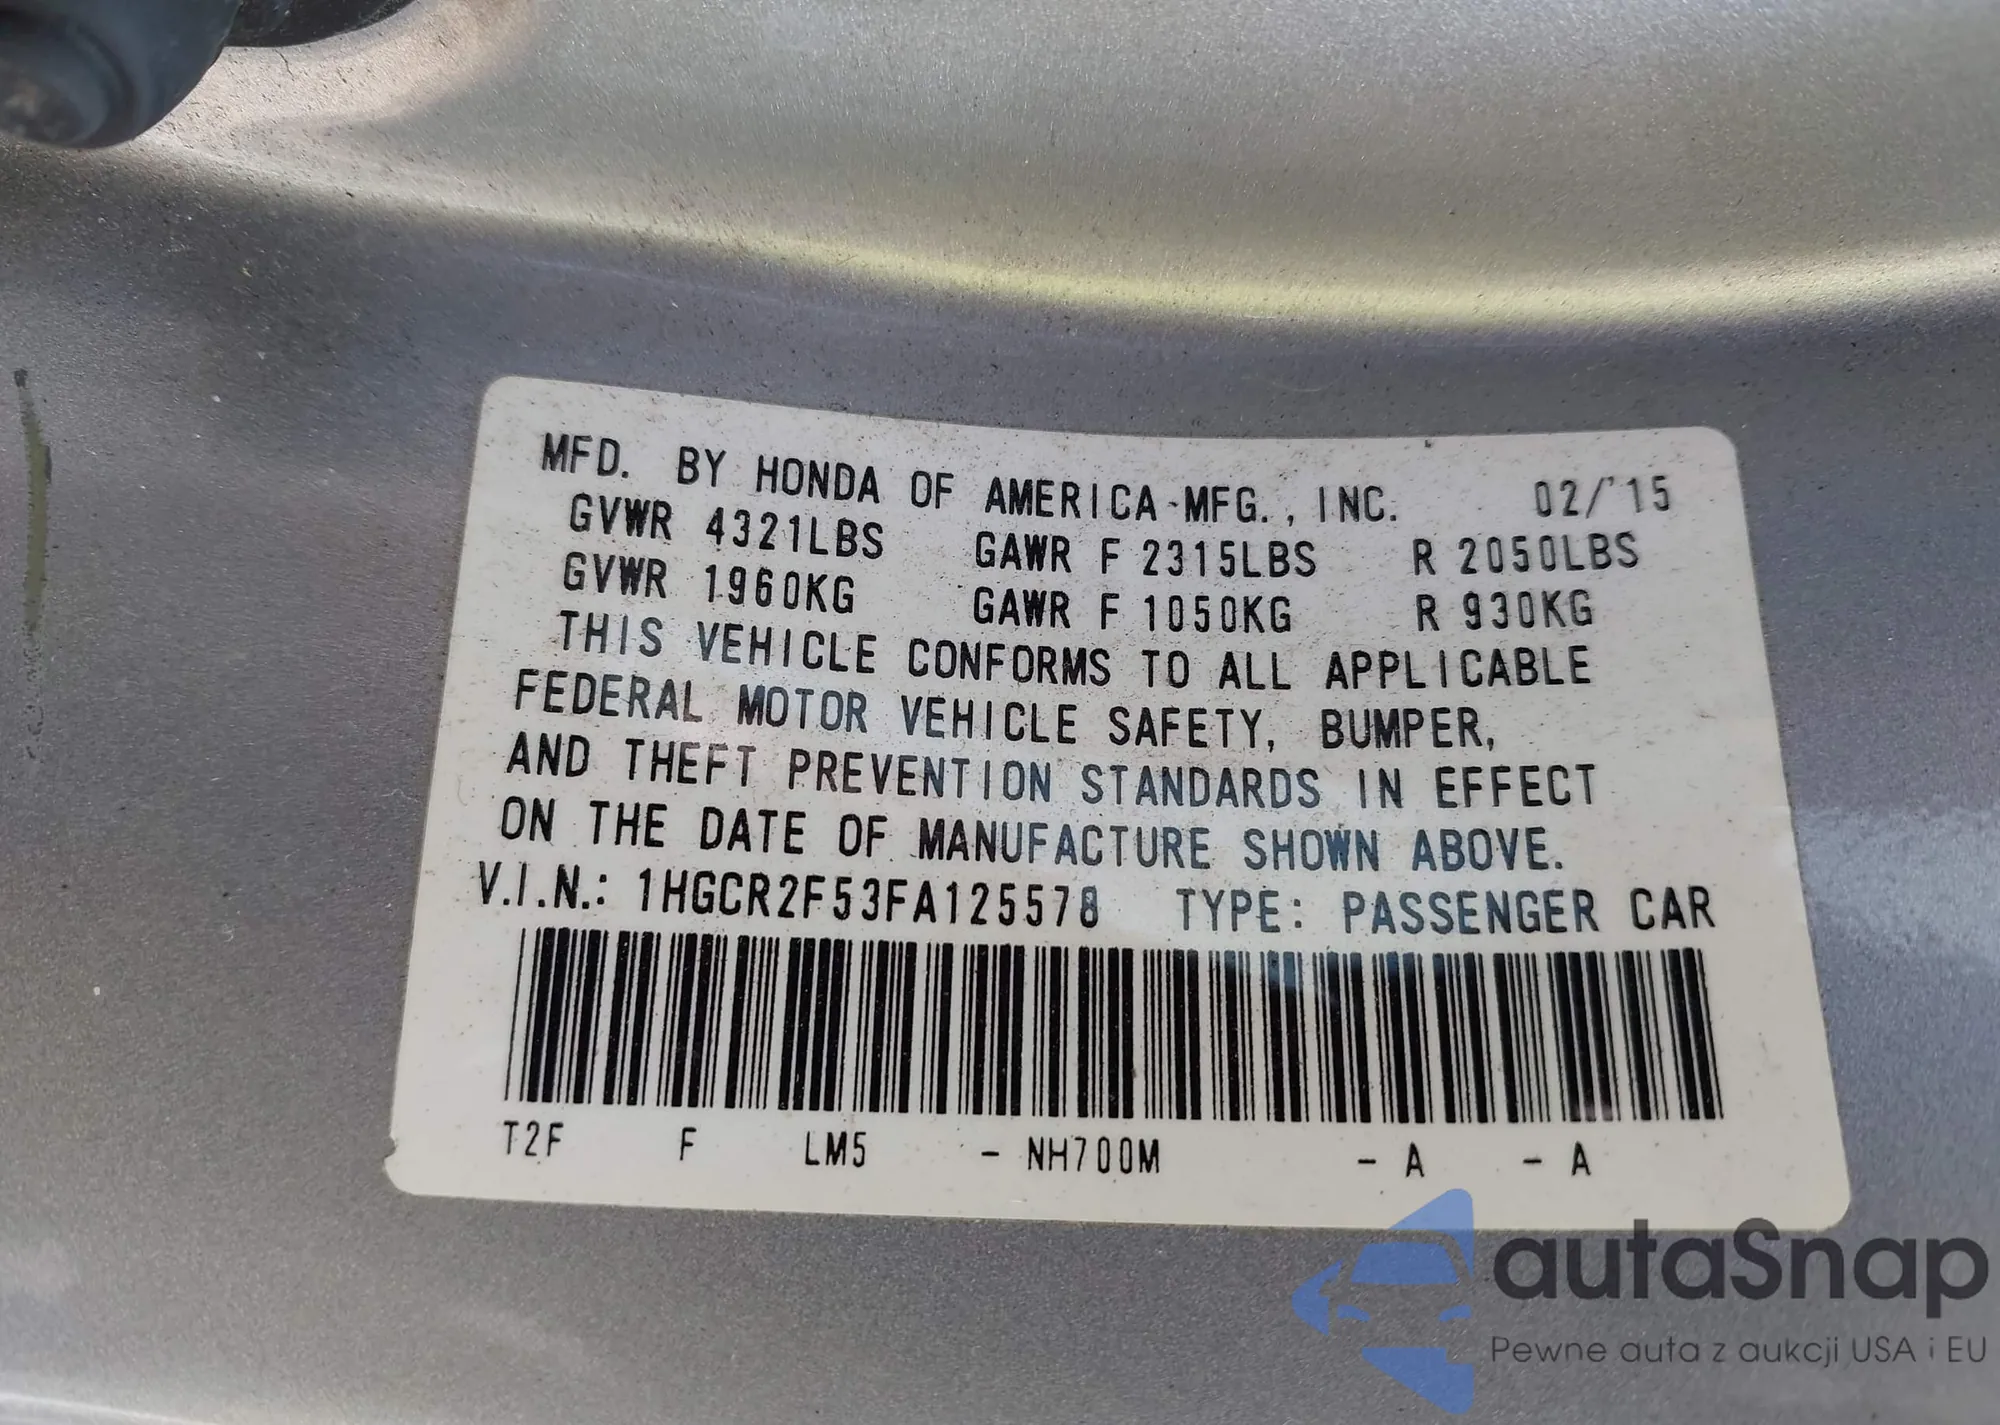 MFD. BY HONDA OF AMERICA MFG., INC. 02/'15
GVWR 4321LBS GAWR F 2315LBS R 2050LBS
GVWR 1960KG GAWR F 1050KG R 930KG
THIS VEHICLE CONFORMS TO ALL APPLICABLE
FEDERAL MOTOR VEHICLE SAFETY, BUMPER,
AND THEFT PREVENTION STANDARDS IN EFFECT
ON THE DATE OF MANUFACTURE SHOWN ABOVE.
V.I.N.: 1HGCR2F53FA125578 TYPE: PASSENGER CAR
T2F F LM5 - NH700M - A - A
autaSnap
Pewne auta z aukcji USA i EU